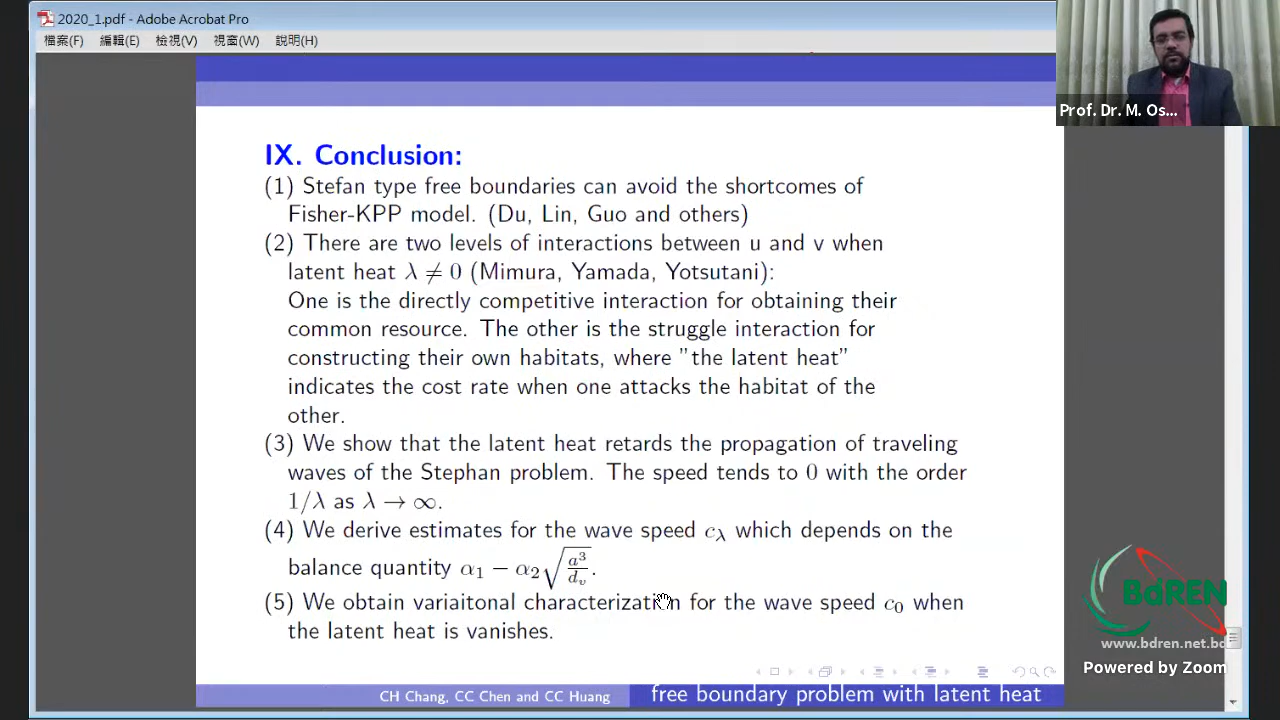 2020_1.pdf - Adobe Acrobat Pro
檔案(F) 編輯(E) 檢視(V) 視窗(W) 說明(H)
Prof. Dr. M. Os...
IX. Conclusion:
(1) Stefan type free boundaries can avoid the shortcomes of
Fisher-KPP model. (Du, Lin, Guo and others)
(2) There are two levels of interactions between u and v when
latent heat λ ≠ 0 (Mimura, Yamada, Yotsutani):
One is the directly competitive interaction for obtaining their
common resource. The other is the struggle interaction for
constructing their own habitats, where "the latent heat"
indicates the cost rate when one attacks the habitat of the
other.
(3) We show that the latent heat retards the propagation of traveling
waves of the Stephan problem. The speed tends to 0 with the order
1/λ as λ → ∞.
(4) We derive estimates for the wave speed c_λ which depends on the
balance quantity α₁ − α₂√(a³/d_v).
(5) We obtain variaitonal characterization for the wave speed c₀ when
the latent heat is vanishes.
BdREN
www.bdren.net.bd
Powered by Zoom
CH Chang, CC Chen and CC Huang free boundary problem with latent heat